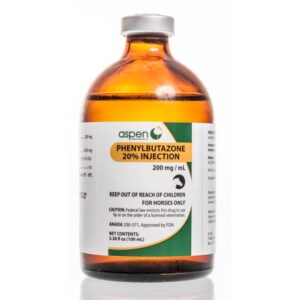 aspen
PHENYLBUTAZONE
20% INJECTION
200 mg / mL
KEEP OUT OF REACH OF CHILDREN
FOR HORSES ONLY
CAUTION: Federal law restricts this drug to use
by or on the order of a licensed veterinarian.
ANADA 200-371, Approved by FDA
NET CONTENTS:
3.38 fl oz (100 mL)